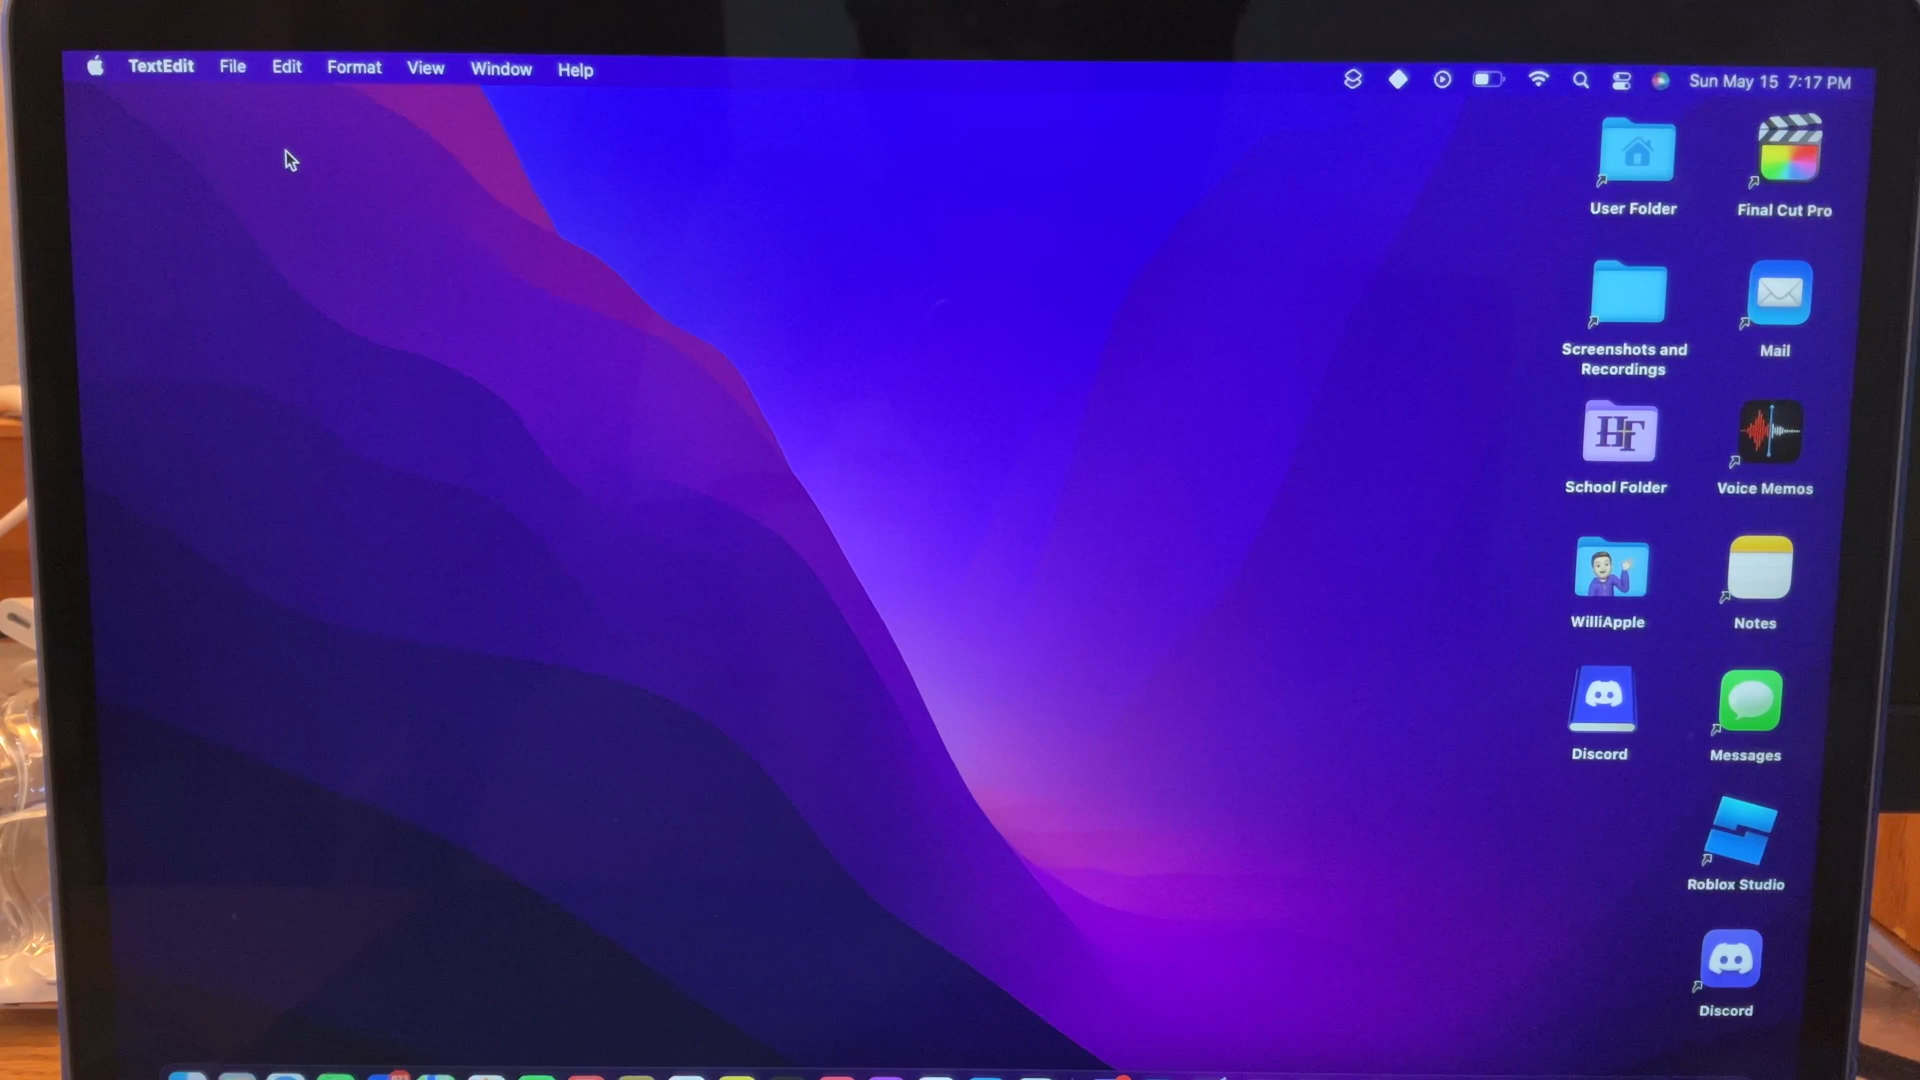 TextEdit File Edit Format View Window Help
Sun May 15 7:17 PM
User Folder
Final Cut Pro
Screenshots and
Recordings
Mail
HF
School Folder
Voice Memos
WilliApple
Notes
Discord
Messages
Roblox Studio
Discord